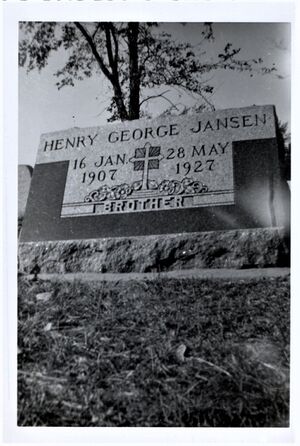 HENRY GEORGE JANSEN
16 JAN. 28 MAY
1907 1927
BROTHER